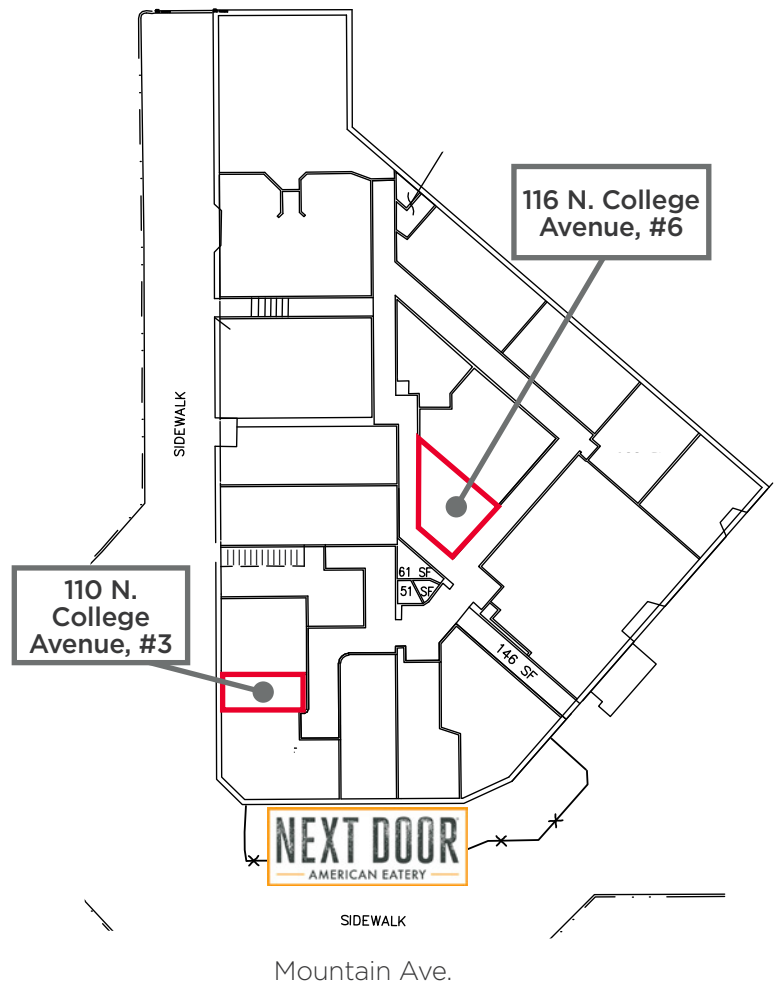 116 N. College
Avenue, #6
SIDEWALK
61 SF
51 SF
110 N.
College
Avenue, #3
146 SF
NEXT DOOR
AMERICAN EATERY
SIDEWALK
Mountain Ave.